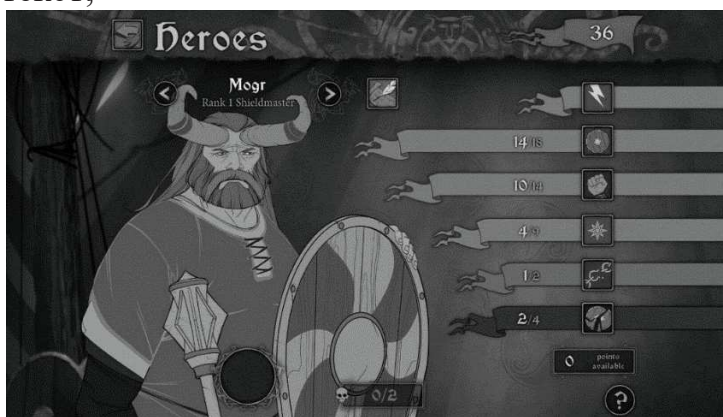 Heroes
36
Mogr
Rank 1 Shieldmaster
14/16
10/14
4/9
1/2
2/4
0 points available
0/2
?